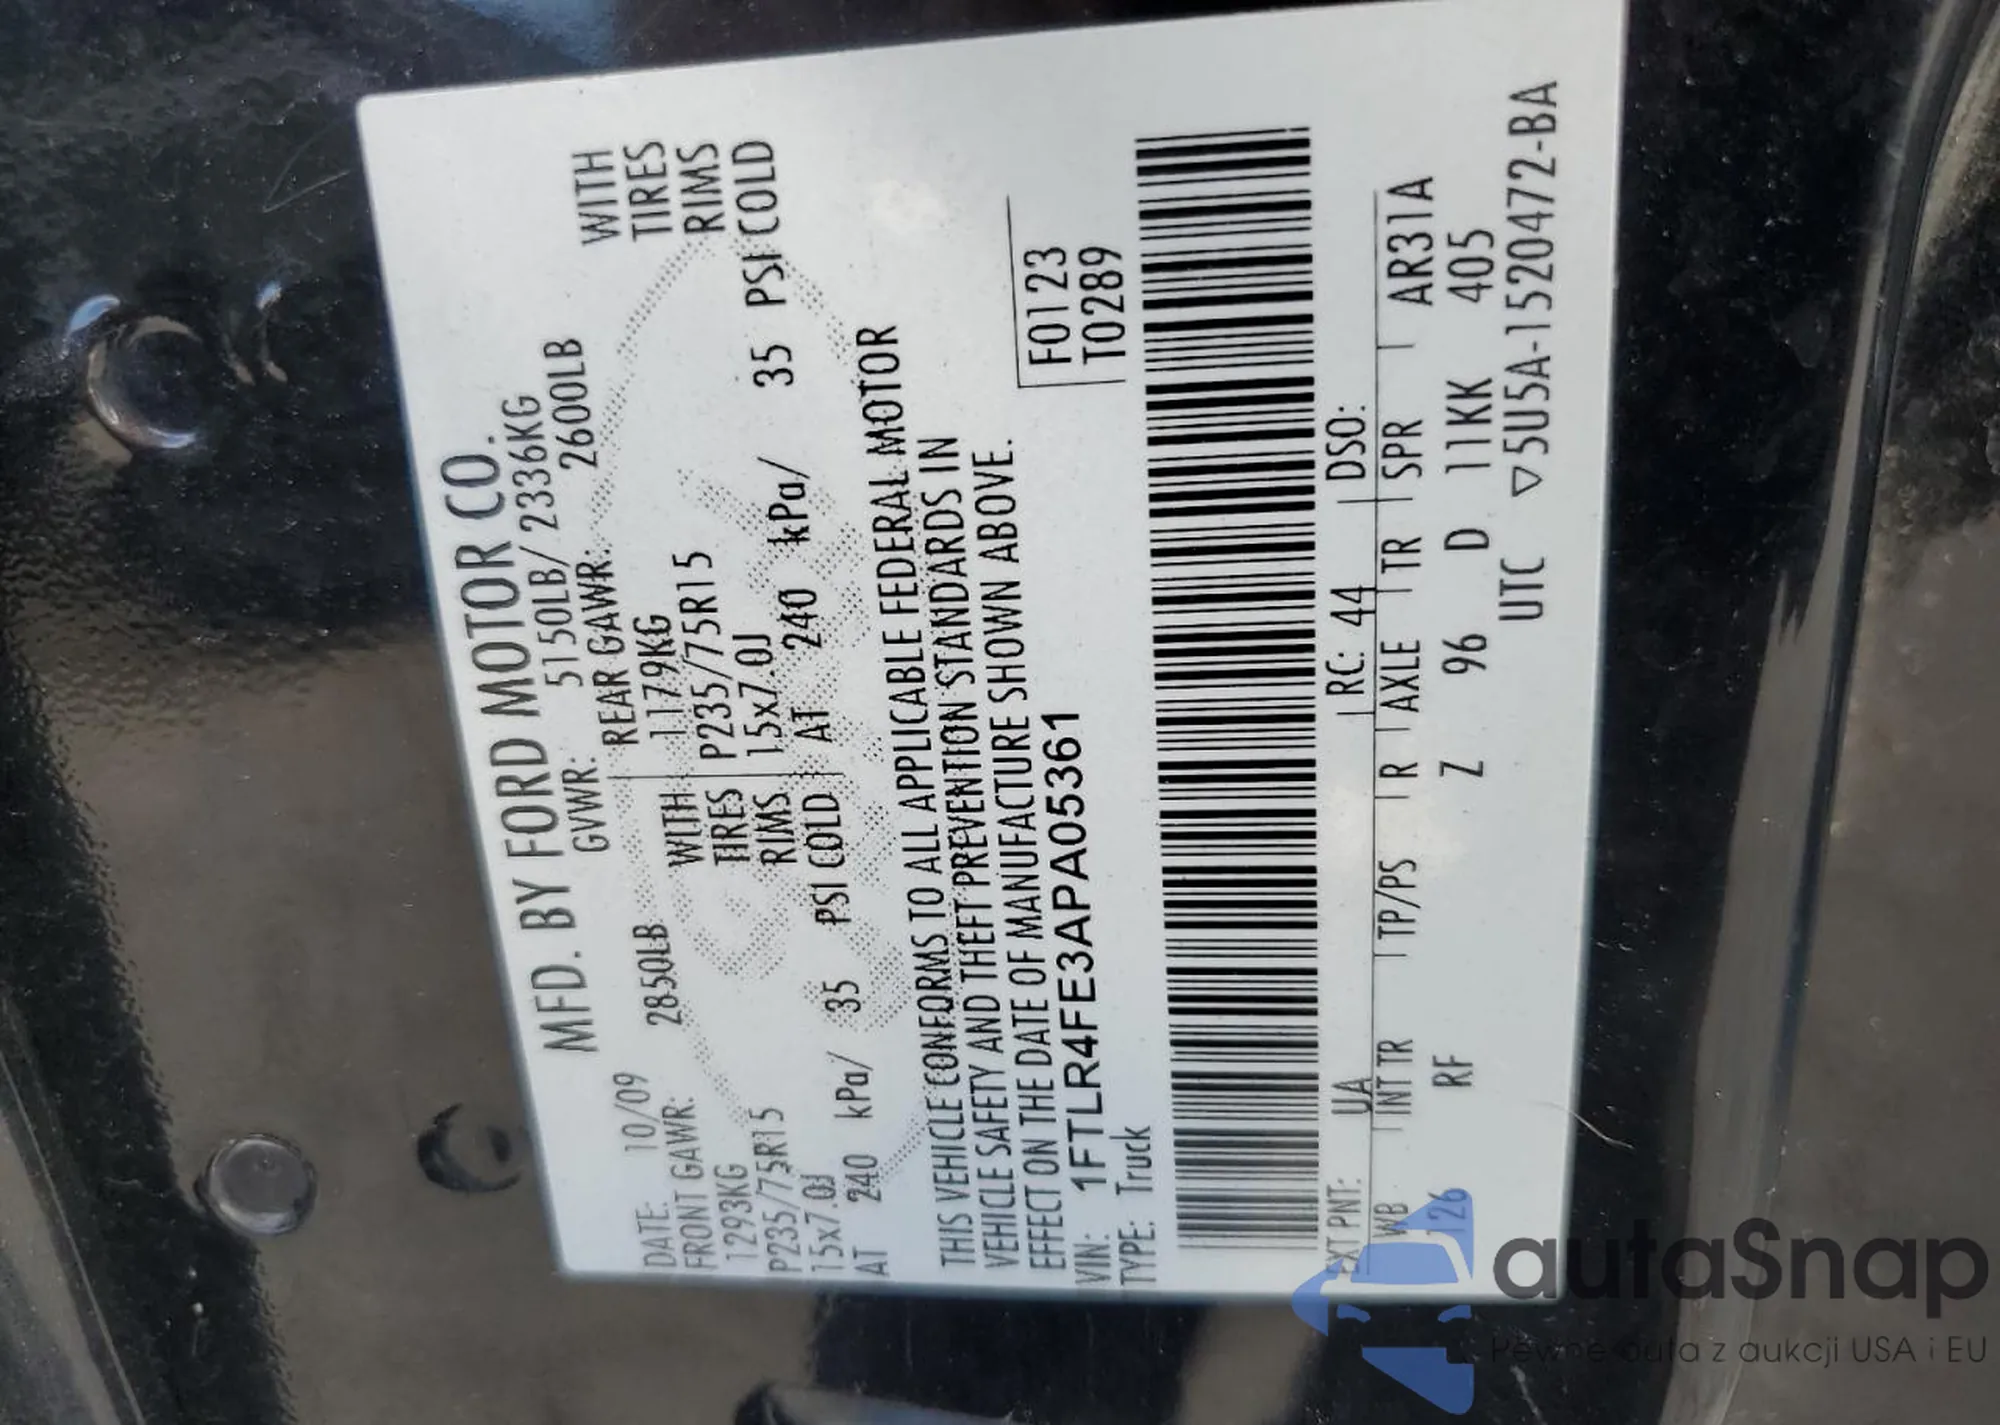 MFD. BY FORD MOTOR CO.
DATE: 10/09 GVWR: 5150LB/ 2336KG
FRONT GAWR: 2850LB REAR GAWR: 2600LB
1293KG WITH 1179KG WITH
P235/75R15 TIRES P235/75R15 TIRES
15x7.0J RIMS 15x7.0J RIMS
AT 240 kPa/ 35 PSI COLD AT 240 kPa/ 35 PSI COLD
THIS VEHICLE CONFORMS TO ALL APPLICABLE FEDERAL MOTOR
VEHICLE SAFETY AND THEFT PREVENTION STANDARDS IN
EFFECT ON THE DATE OF MANUFACTURE SHOWN ABOVE.
VIN: 1FTLR4FE3APA05361 F0123
TYPE: Truck T0289
EXT PNT: UA RC: 44 DSO:
WB INT TR TP/PS R AXLE TR SPR AR31A
126 RF Z 96 D 11KK 405
UTC ▽5U5A-1520472-BA
autaSnap
Pewne auta z aukcji USA i EU